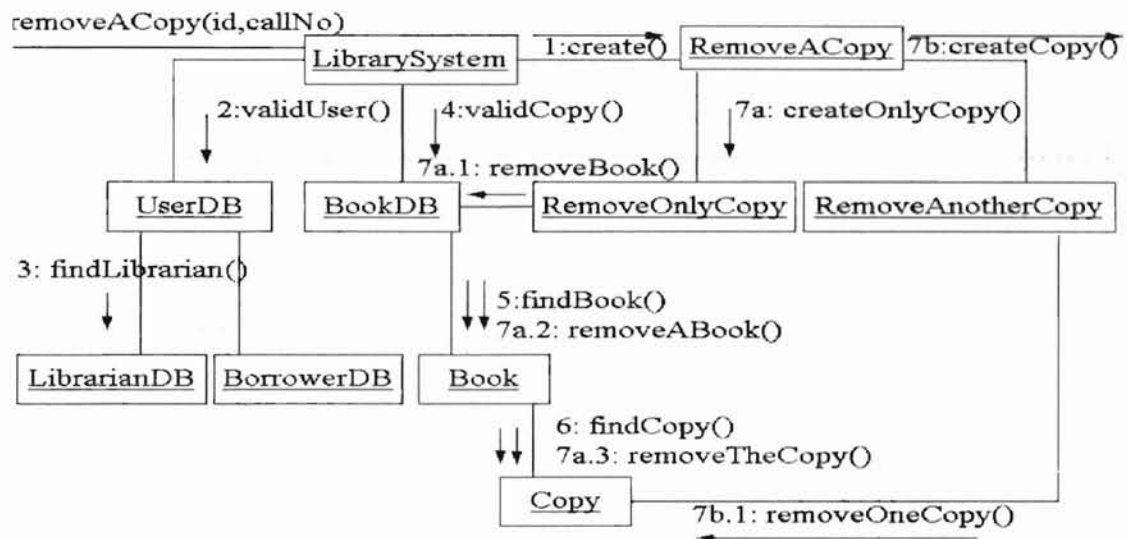 removeACopy(id,callNo)
LibrarySystem
1:create()
RemoveACopy
7b:createCopy()
2:validUser()
4:validCopy()
7a: createOnlyCopy()
7a.1: removeBook()
UserDB
BookDB
RemoveOnlyCopy
RemoveAnotherCopy
3: findLibrarian()
5:findBook()
7a.2: removeABook()
LibrarianDB
BorrowerDB
Book
6: findCopy()
7a.3: removeTheCopy()
Copy
7b.1: removeOneCopy()